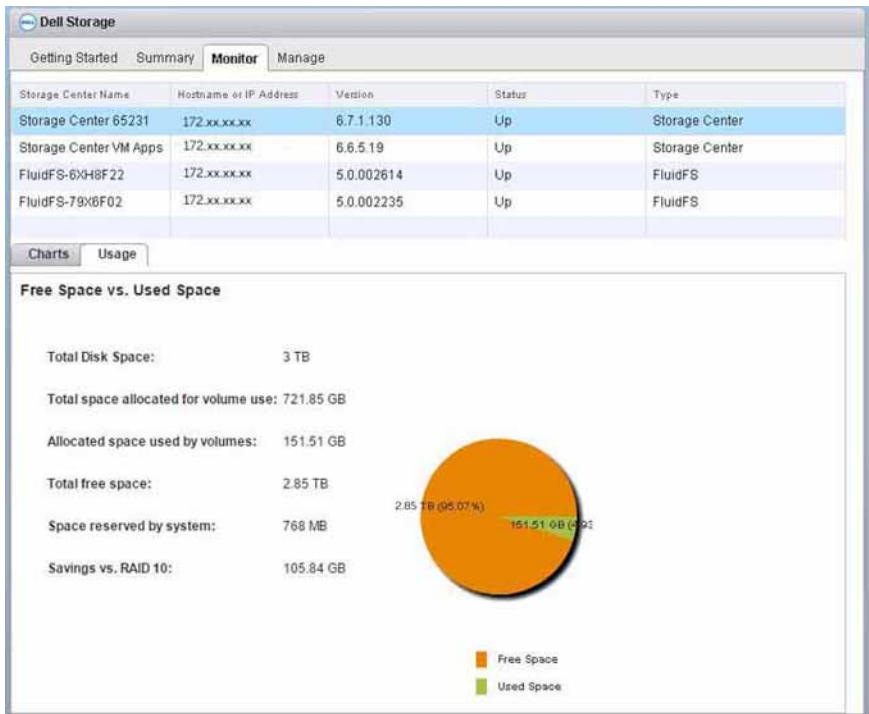 DELL Dell Storage
Getting Started Summary Monitor Manage
Storage Center Name Hostname or IP Address Version Status Type
Storage Center 65231 172.xx.xx.xx 6.7.1.130 Up Storage Center
Storage Center VM Apps 172.xx.xx.xx 6.6.5.19 Up Storage Center
FluidFS-6XH8F22 172.xx.xx.xx 5.0.002614 Up FluidFS
FluidFS-79X6F02 172.xx.xx.xx 5.0.002235 Up FluidFS
Charts Usage
Free Space vs. Used Space
Total Disk Space: 3 TB
Total space allocated for volume use: 721.85 GB
Allocated space used by volumes: 151.51 GB
Total free space: 2.85 TB
2.85 TB (95.07%)
151.51 GB (4.93
Space reserved by system: 768 MB
Savings vs. RAID 10: 105.84 GB
Free Space
Used Space